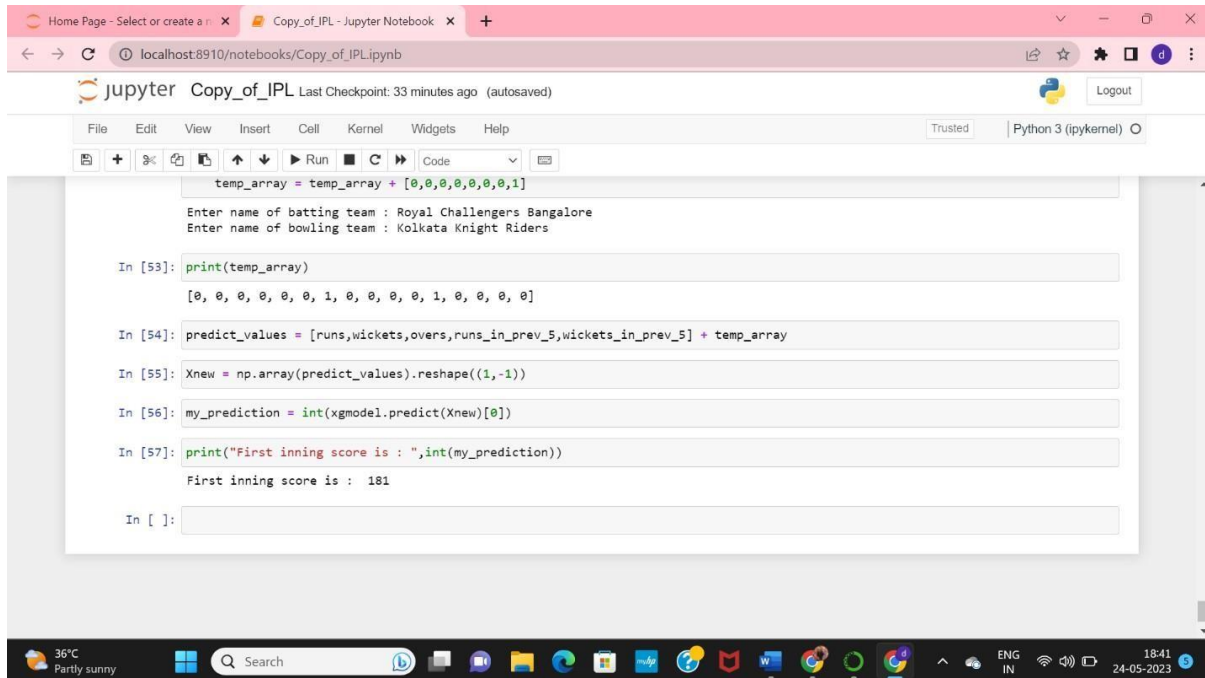 Home Page - Select or create a n
Copy_of_IPL - Jupyter Notebook
localhost:8910/notebooks/Copy_of_IPL.ipynb
d
jupyter Copy_of_IPL Last Checkpoint: 33 minutes ago (autosaved)
Logout
File Edit View Insert Cell Kernel Widgets Help
Trusted
Python 3 (ipykernel)
Run
Code
temp_array = temp_array + [0,0,0,0,0,0,0,1]
Enter name of batting team : Royal Challengers Bangalore
Enter name of bowling team : Kolkata Knight Riders
In [53]: print(temp_array)
[0, 0, 0, 0, 0, 0, 1, 0, 0, 0, 0, 1, 0, 0, 0, 0]
In [54]: predict_values = [runs,wickets,overs,runs_in_prev_5,wickets_in_prev_5] + temp_array
In [55]: Xnew = np.array(predict_values).reshape((1,-1))
In [56]: my_prediction = int(xgmodel.predict(Xnew)[0])
In [57]: print("First inning score is : ",int(my_prediction))
First inning score is :  181
In [ ]:
36°C
Partly sunny
Search
ENG
IN
18:41
24-05-2023
5